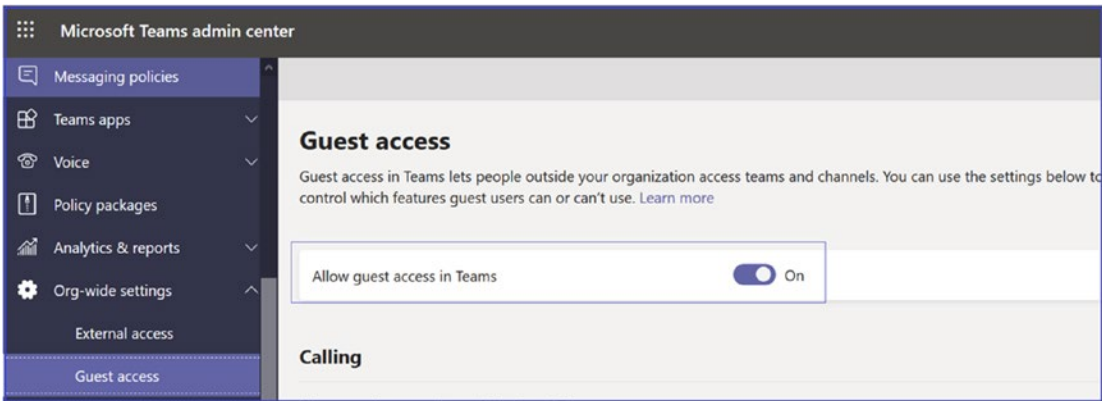 Microsoft Teams admin center
Messaging policies
Teams apps
Voice
Policy packages
Analytics & reports
Org-wide settings
External access
Guest access
Guest access
Guest access in Teams lets people outside your organization access teams and channels. You can use the settings below to
control which features guest users can or can't use. Learn more
Allow guest access in Teams On
Calling